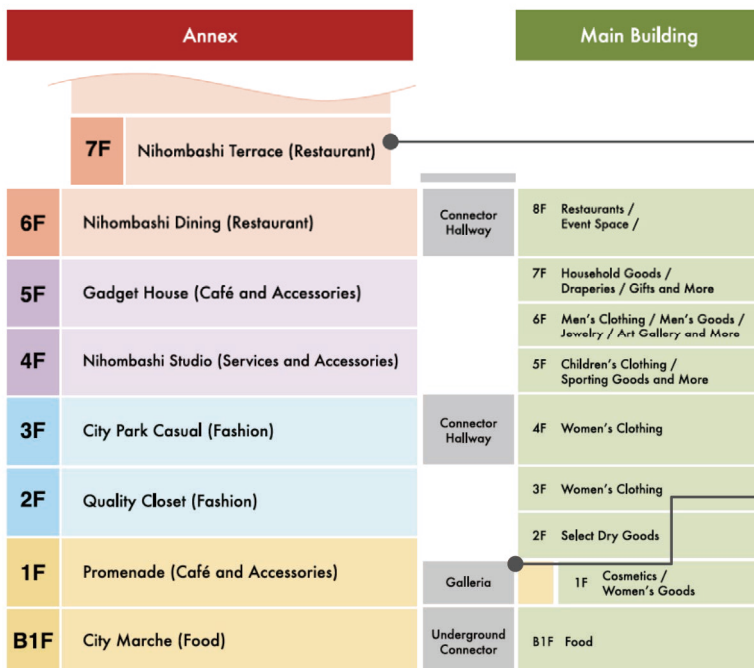 Annex
Main Building
7F Nihombashi Terrace (Restaurant)
6F Nihombashi Dining (Restaurant)
5F Gadget House (Café and Accessories)
4F Nihombashi Studio (Services and Accessories)
3F City Park Casual (Fashion)
2F Quality Closet (Fashion)
1F Promenade (Café and Accessories)
B1F City Marche (Food)
Connector
Hallway
Connector
Hallway
Galleria
Underground
Connector
8F Restaurants /
Event Space /
7F Household Goods /
Draperies / Gifts and More
6F Men's Clothing / Men's Goods /
Jewelry / Art Gallery and More
5F Children's Clothing /
Sporting Goods and More
4F Women's Clothing
3F Women's Clothing
2F Select Dry Goods
1F Cosmetics /
Women's Goods
B1F Food